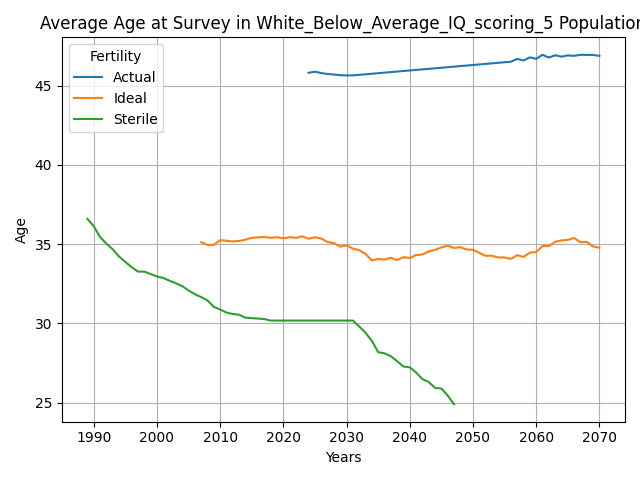 Average Age at Survey in White_Below_Average_IQ_scoring_5 Population
Fertility
Actual
Ideal
Sterile
Age
45
40
35
30
25
1990 2000 2010 2020 2030 2040 2050 2060 2070
Years